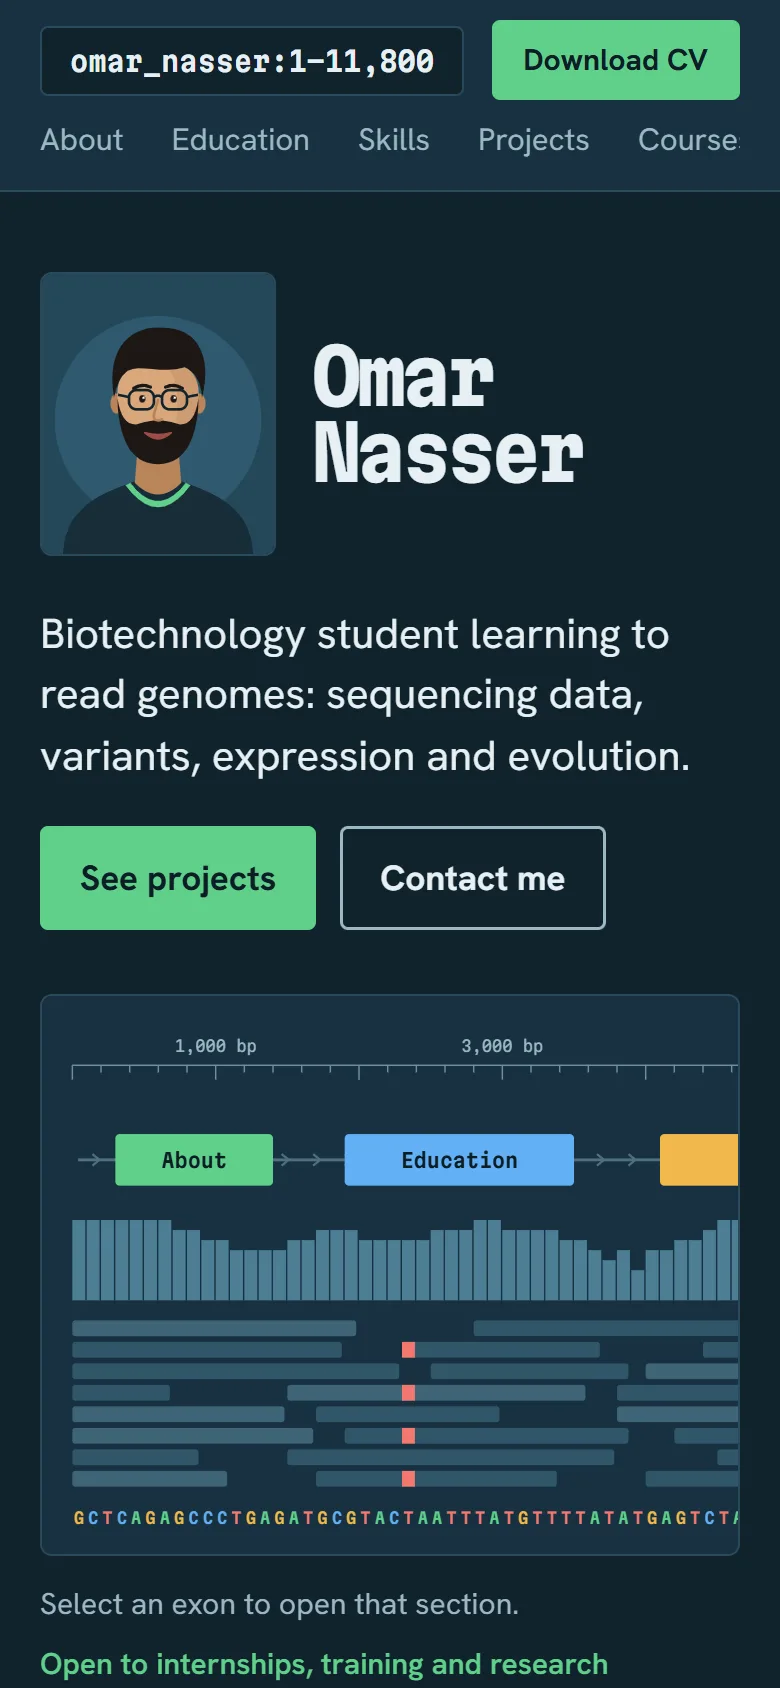 omar_nasser:1–11,800
Download CV
About Education Skills Projects Courses
Omar
Nasser
Biotechnology student learning to
read genomes: sequencing data,
variants, expression and evolution.
See projects
Contact me
1,000 bp 3,000 bp
About Education
GCTCAGAGCCCTGAGATGCGTACTAATTTATGTTTTATATGAGTCTA
Select an exon to open that section.
Open to internships, training and research